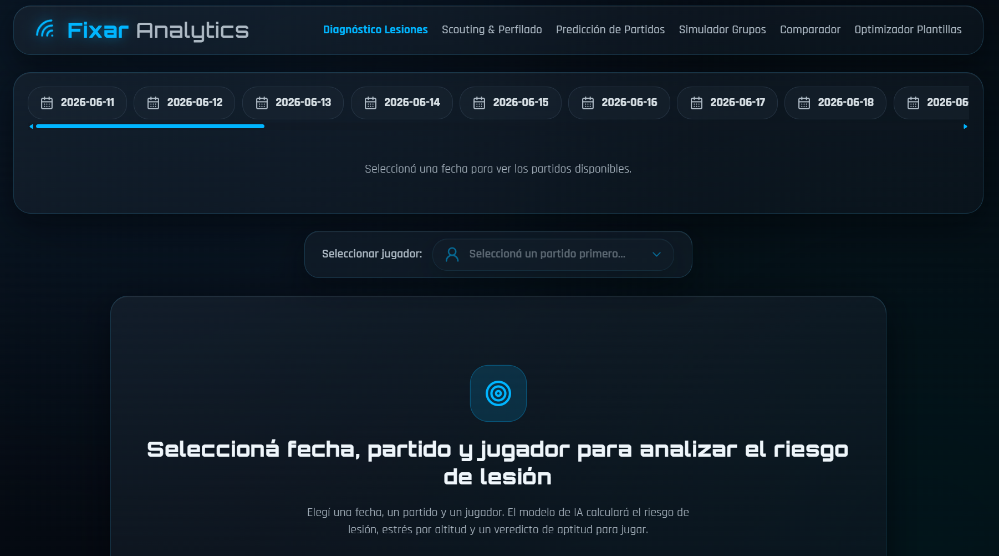 Fixar Analytics
Diagnóstico Lesiones
Scouting & Perfilado
Predicción de Partidos
Simulador Grupos
Comparador
Optimizador Plantillas
2026-06-11
2026-06-12
2026-06-13
2026-06-14
2026-06-15
2026-06-16
2026-06-17
2026-06-18
2026-06-
Seleccioná una fecha para ver los partidos disponibles.
Seleccionar jugador:
Seleccioná un partido primero...
Seleccioná fecha, partido y jugador para analizar el riesgo
de lesión
Elegí una fecha, un partido y un jugador. El modelo de IA calculará el riesgo de
lesión, estrés por altitud y un veredicto de aptitud para jugar.